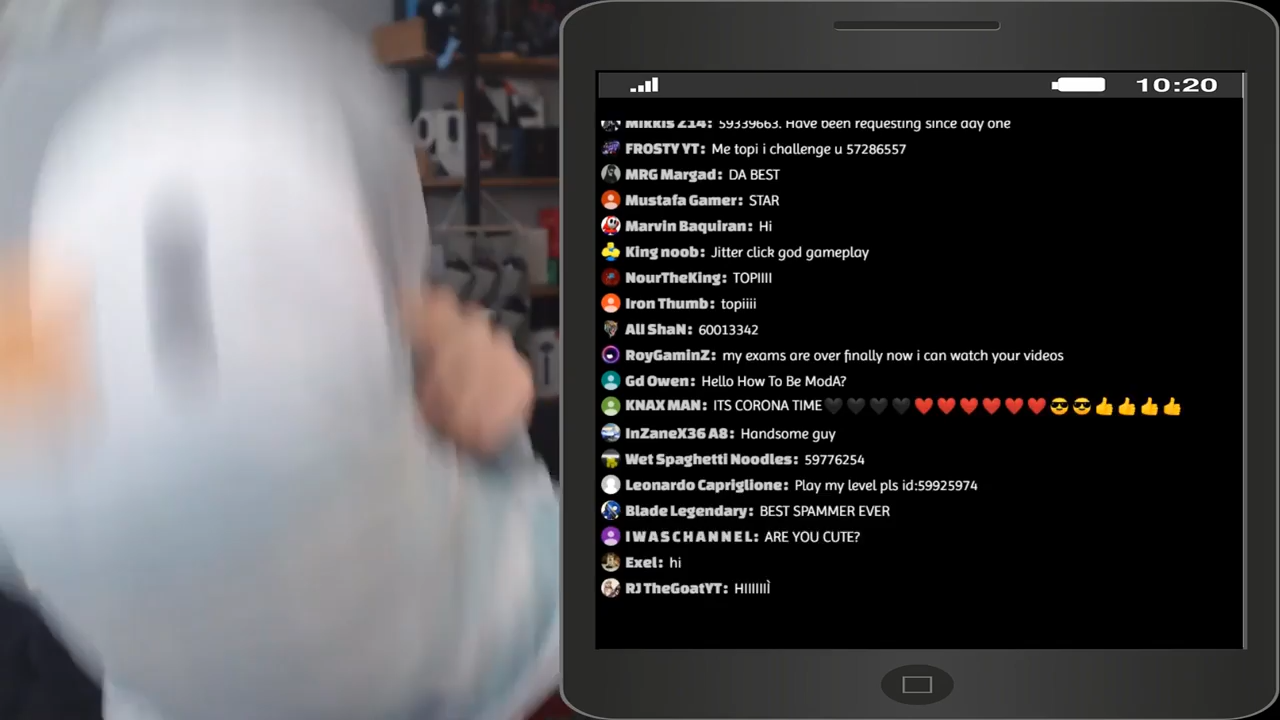 10:20
Mikkis Z14: 59339663. Have been requesting since day one
FROSTY YT: Me topi i challenge u 57286557
MRG Margad: DA BEST
Mustafa Gamer: STAR
Marvin Baquiran: Hi
King noob: Jitter click god gameplay
NourTheKing: TOPIIII
Iron Thumb: topiiii
Ali ShaN: 60013342
RoyGaminZ: my exams are over finally now i can watch your videos
Gd Owen: Hello How To Be ModA?
KNAX MAN: ITS CORONA TIME🖤🖤🖤🖤❤️❤️❤️❤️❤️❤️😎😎👍👍👍👍
InZaneX36 A8: Handsome guy
Wet Spaghetti Noodles: 59776254
Leonardo Capriglione: Play my level pls id:59925974
Blade Legendary: BEST SPAMMER EVER
I W A S C H A N N E L: ARE YOU CUTE?
Exel: hi
RJ TheGoatYT: HIIIIIIÌ